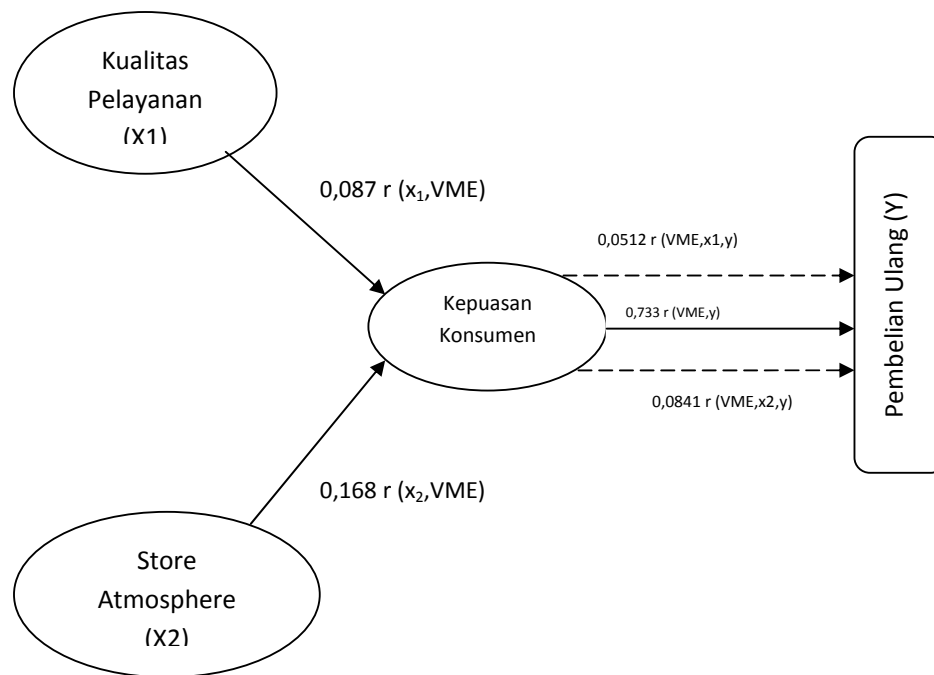 Kualitas
Pelayanan
(X1)
0,087 r (x₁,VME)
0,0512 r (VME,x1,y)
Kepuasan
Konsumen
0,733 r (VME,y)
0,0841 r (VME,x2,y)
Pembelian Ulang (Y)
0,168 r (x₂,VME)
Store
Atmosphere
(X2)